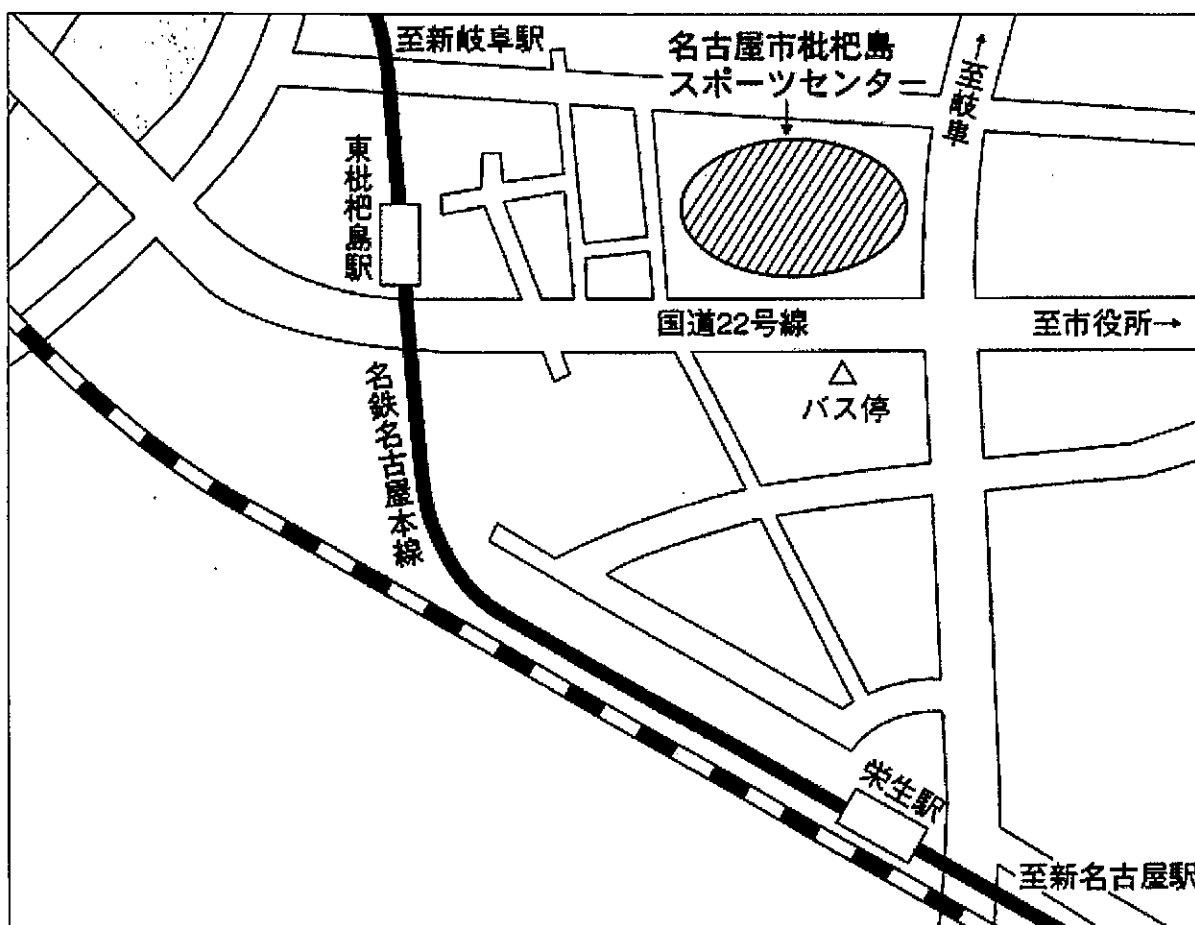 至新岐阜駅
名古屋市枇杷島
スポーツセンター
↑至岐阜
東枇杷島駅
国道22号線
至市役所→
△
バス停
名鉄名古屋本線
栄生駅
至新名古屋駅